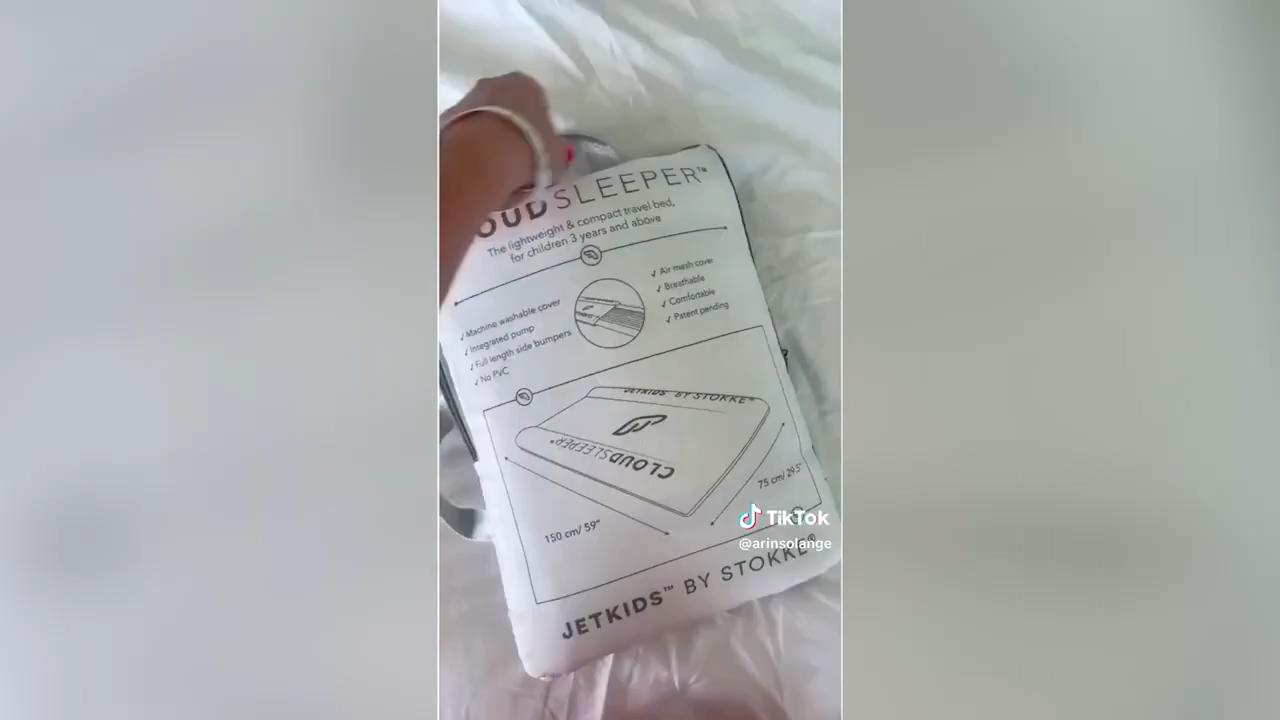 OUDSLEEPER™
The lightweight & compact travel bed,
for children 3 years and above
✓ Machine washable cover
✓ Integrated pump
✓ Full length side bumpers
✓ No PVC
✓ Air mesh cover
✓ Breathable
✓ Comfortable
✓ Patent pending
JETKIDS BY STOKKE®
CLOUDSLEEPER®
150 cm/ 59"
75 cm/ 29.5"
TikTok
@arinsolange
JETKIDS™ BY STOKKE®